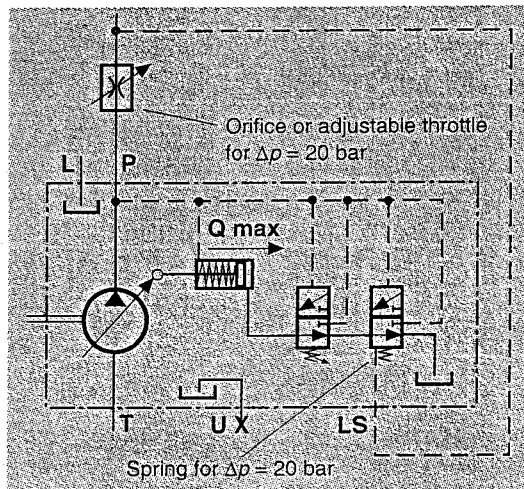 Orifice or adjustable throttle
for Δp = 20 bar
L P
Q max
T U X LS
Spring for Δp = 20 bar